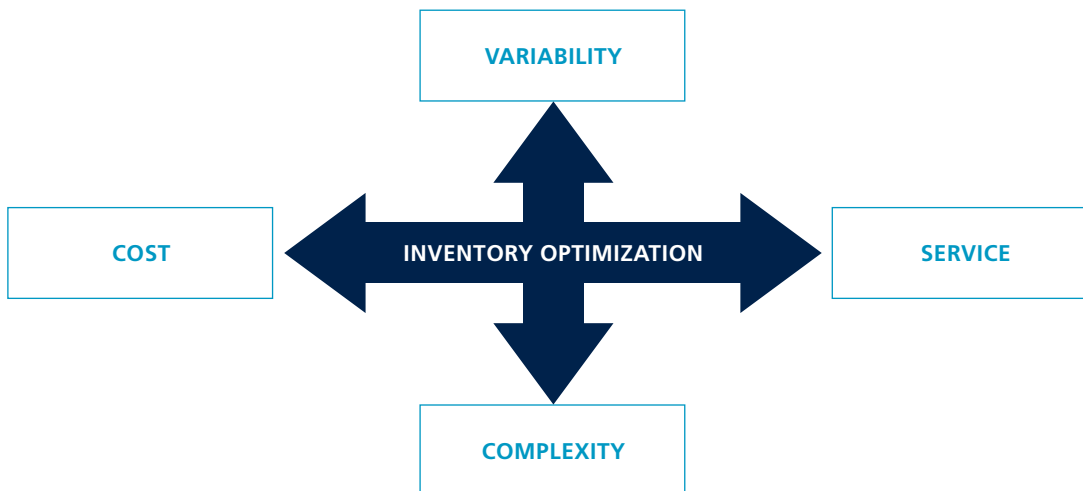 VARIABILITY
COST
INVENTORY OPTIMIZATION
SERVICE
COMPLEXITY